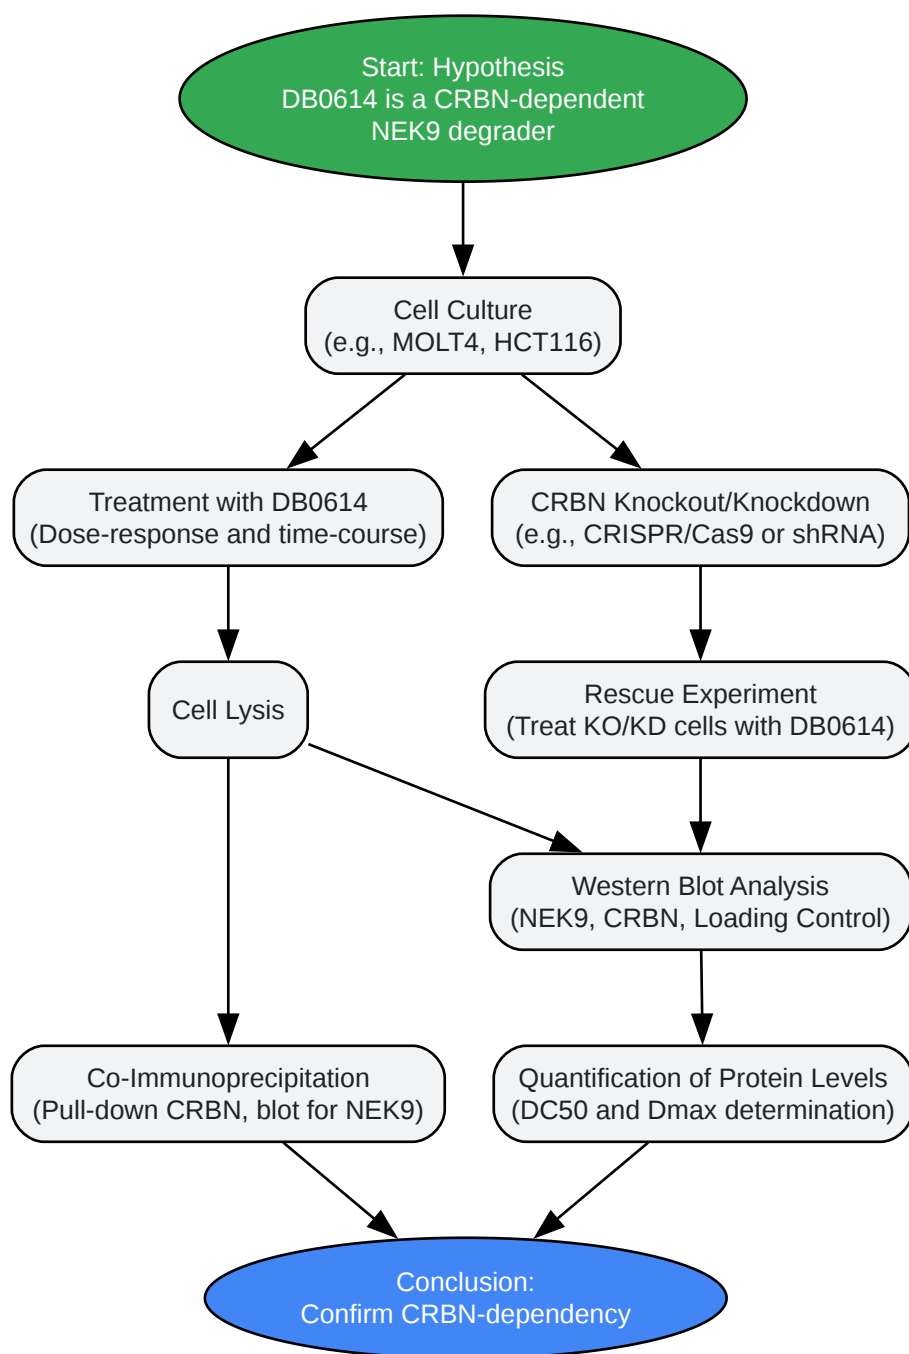 Start: Hypothesis
DB0614 is a CRBN-dependent
NEK9 degrader
Cell Culture
(e.g., MOLT4, HCT116)
Treatment with DB0614
(Dose-response and time-course)
CRBN Knockout/Knockdown
(e.g., CRISPR/Cas9 or shRNA)
Cell Lysis
Rescue Experiment
(Treat KO/KD cells with DB0614)
Western Blot Analysis
(NEK9, CRBN, Loading Control)
Co-Immunoprecipitation
(Pull-down CRBN, blot for NEK9)
Quantification of Protein Levels
(DC50 and Dmax determination)
Conclusion:
Confirm CRBN-dependency